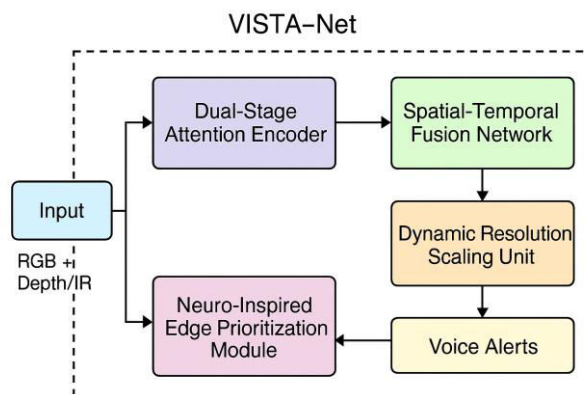 VISTA–Net
Dual-Stage
Attention Encoder
Spatial-Temporal
Fusion Network
Input
RGB +
Depth/IR
Dynamic Resolution
Scaling Unit
Neuro-Inspired
Edge Prioritization
Module
Voice Alerts